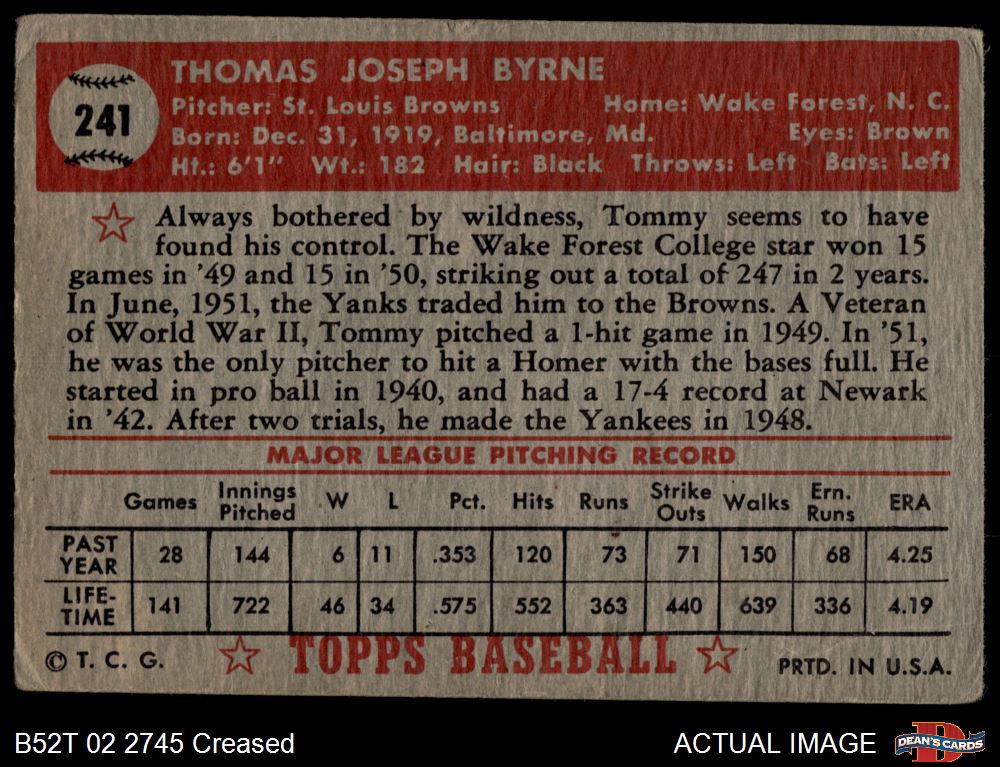 241
THOMAS JOSEPH BYRNE
Pitcher: St. Louis Browns Home: Wake Forest, N. C.
Born: Dec. 31, 1919, Baltimore, Md. Eyes: Brown
Ht.: 6'1" Wt.: 182 Hair: Black Throws: Left Bats: Left
Always bothered by wildness, Tommy seems to have
found his control. The Wake Forest College star won 15
games in '49 and 15 in '50, striking out a total of 247 in 2 years.
In June, 1951, the Yanks traded him to the Browns. A Veteran
of World War II, Tommy pitched a 1-hit game in 1949. In '51,
he was the only pitcher to hit a Homer with the bases full. He
started in pro ball in 1940, and had a 17-4 record at Newark
in '42. After two trials, he made the Yankees in 1948.
MAJOR LEAGUE PITCHING RECORD
Games Innings Pitched W L Pct. Hits Runs Strike Outs Walks Ern. Runs ERA
PAST YEAR 28 144 6 11 .353 120 73 71 150 68 4.25
LIFE-TIME 141 722 46 34 .575 552 363 440 639 336 4.19
© T. C. G. TOPPS BASEBALL PRTD. IN U.S.A.
B52T 02 2745 Creased ACTUAL IMAGE D DEAN'S CARDS